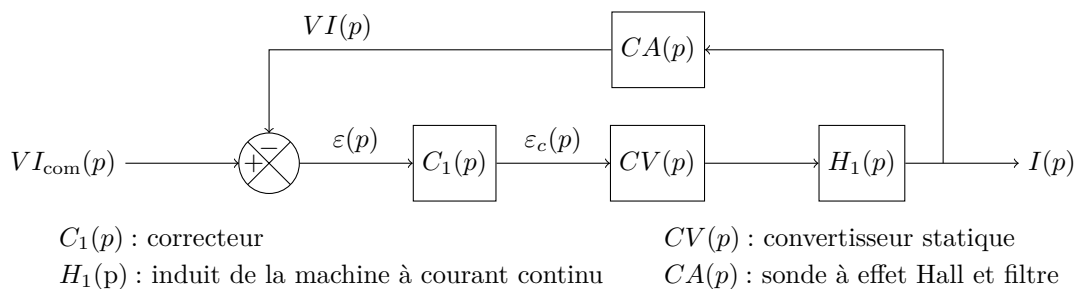 VI(p)
CA(p)
VI_com(p)
+
−
ε(p)
C_1(p)
ε_c(p)
CV(p)
H_1(p)
I(p)
C_1(p) : correcteur
CV(p) : convertisseur statique
H_1(p) : induit de la machine à courant continu
CA(p) : sonde à effet Hall et filtre